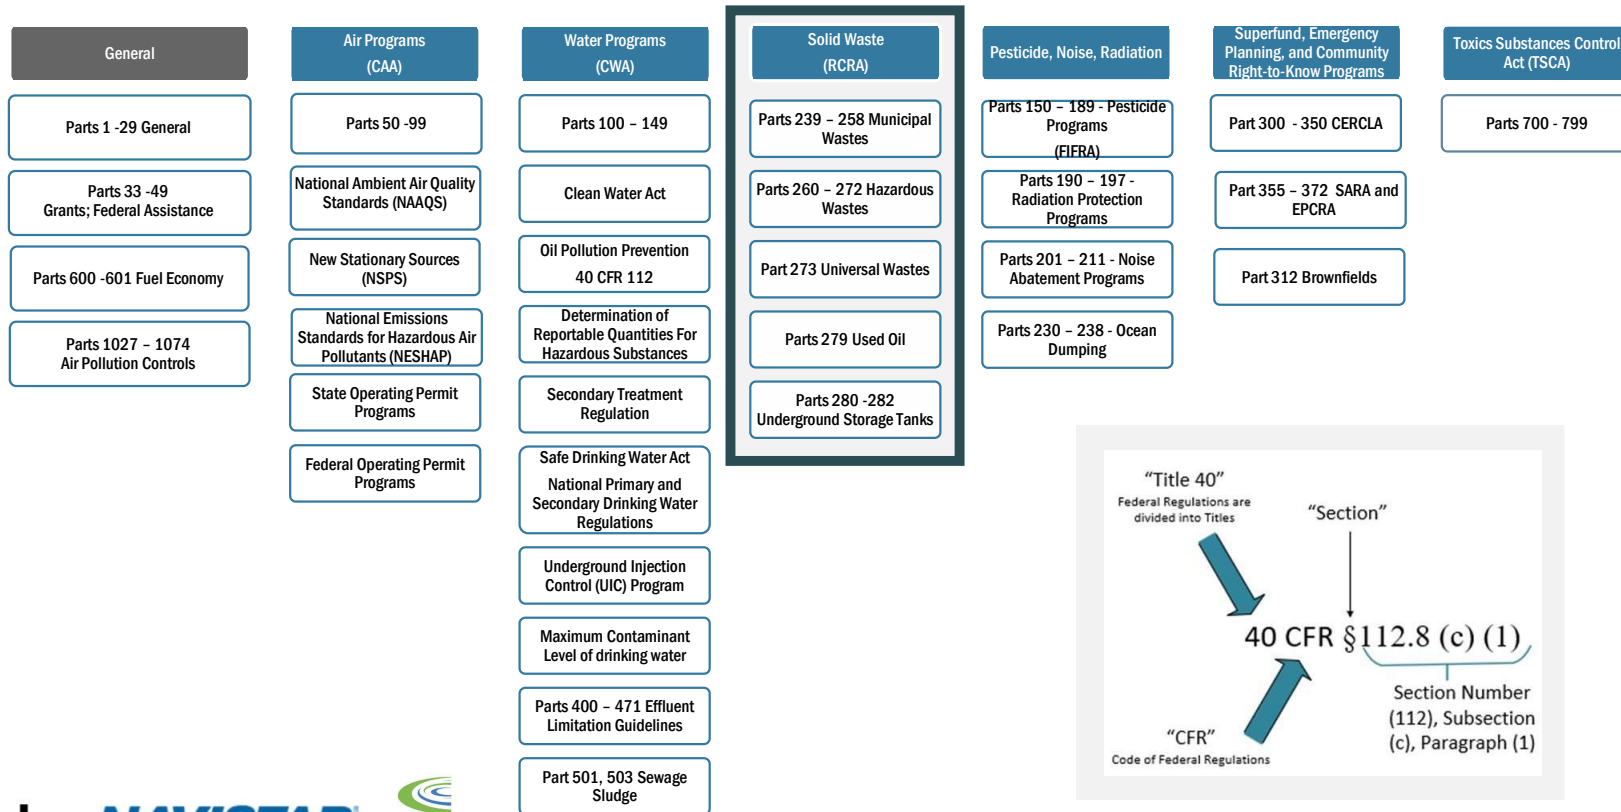 General
Parts 1 -29 General
Parts 33 -49
Grants; Federal Assistance
Parts 600 -601 Fuel Economy
Parts 1027 – 1074
Air Pollution Controls
Air Programs
(CAA)
Parts 50 -99
National Ambient Air Quality
Standards (NAAQS)
New Stationary Sources
(NSPS)
National Emissions
Standards for Hazardous Air
Pollutants (NESHAP)
State Operating Permit
Programs
Federal Operating Permit
Programs
Water Programs
(CWA)
Parts 100 – 149
Clean Water Act
Oil Pollution Prevention
40 CFR 112
Determination of
Reportable Quantities For
Hazardous Substances
Secondary Treatment
Regulation
Safe Drinking Water Act
National Primary and
Secondary Drinking Water
Regulations
Underground Injection
Control (UIC) Program
Maximum Contaminant
Level of drinking water
Parts 400 – 471 Effluent
Limitation Guidelines
Part 501, 503 Sewage
Sludge
Solid Waste
(RCRA)
Parts 239 – 258 Municipal
Wastes
Parts 260 – 272 Hazardous
Wastes
Part 273 Universal Wastes
Parts 279 Used Oil
Parts 280 -282
Underground Storage Tanks
Pesticide, Noise, Radiation
Parts 150 – 189 - Pesticide
Programs
(FIFRA)
Parts 190 – 197 -
Radiation Protection
Programs
Parts 201 – 211 - Noise
Abatement Programs
Parts 230 – 238 - Ocean
Dumping
Superfund, Emergency
Planning, and Community
Right-to-Know Programs
Part 300 - 350 CERCLA
Part 355 – 372 SARA and
EPCRA
Part 312 Brownfields
Toxics Substances Control
Act (TSCA)
Parts 700 - 799
"Title 40"
Federal Regulations are
divided into Titles
"Section"
40 CFR §112.8 (c) (1)
Section Number
(112), Subsection
(c), Paragraph (1)
"CFR"
Code of Federal Regulations
NAVISTAR